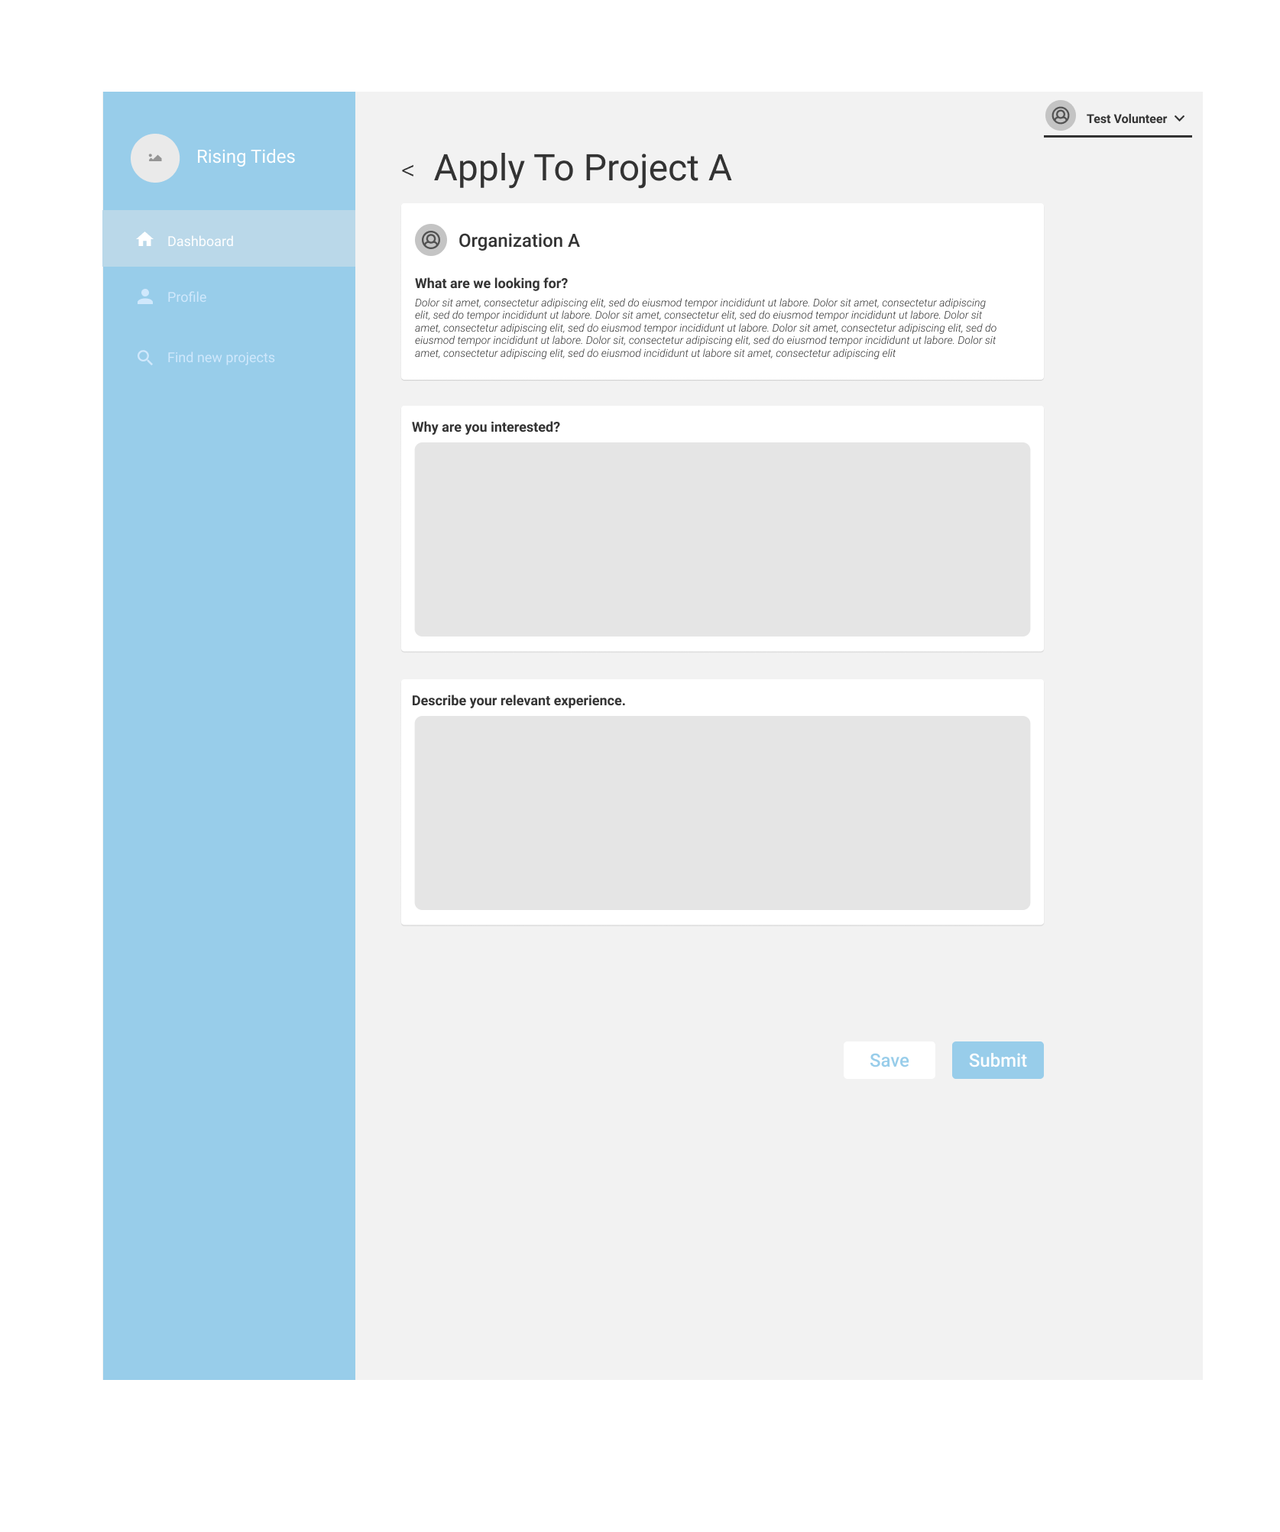 Test Volunteer
Rising Tides
< Apply To Project A
Dashboard
Profile
Find new projects
Organization A
What are we looking for?
Dolor sit amet, consectetur adipiscing elit, sed do eiusmod tempor incididunt ut labore. Dolor sit amet, consectetur adipiscing
elit, sed do tempor incididunt ut labore. Dolor sit amet, consectetur elit, sed do eiusmod tempor incididunt ut labore. Dolor sit
amet, consectetur adipiscing elit, sed do eiusmod tempor incididunt ut labore. Dolor sit amet, consectetur adipiscing elit, sed do
eiusmod tempor incididunt ut labore. Dolor sit, consectetur adipiscing elit, sed do eiusmod tempor incididunt ut labore. Dolor sit
amet, consectetur adipiscing elit, sed do eiusmod incididunt ut labore sit amet, consectetur adipiscing elit
Why are you interested?
Describe your relevant experience.
Save
Submit